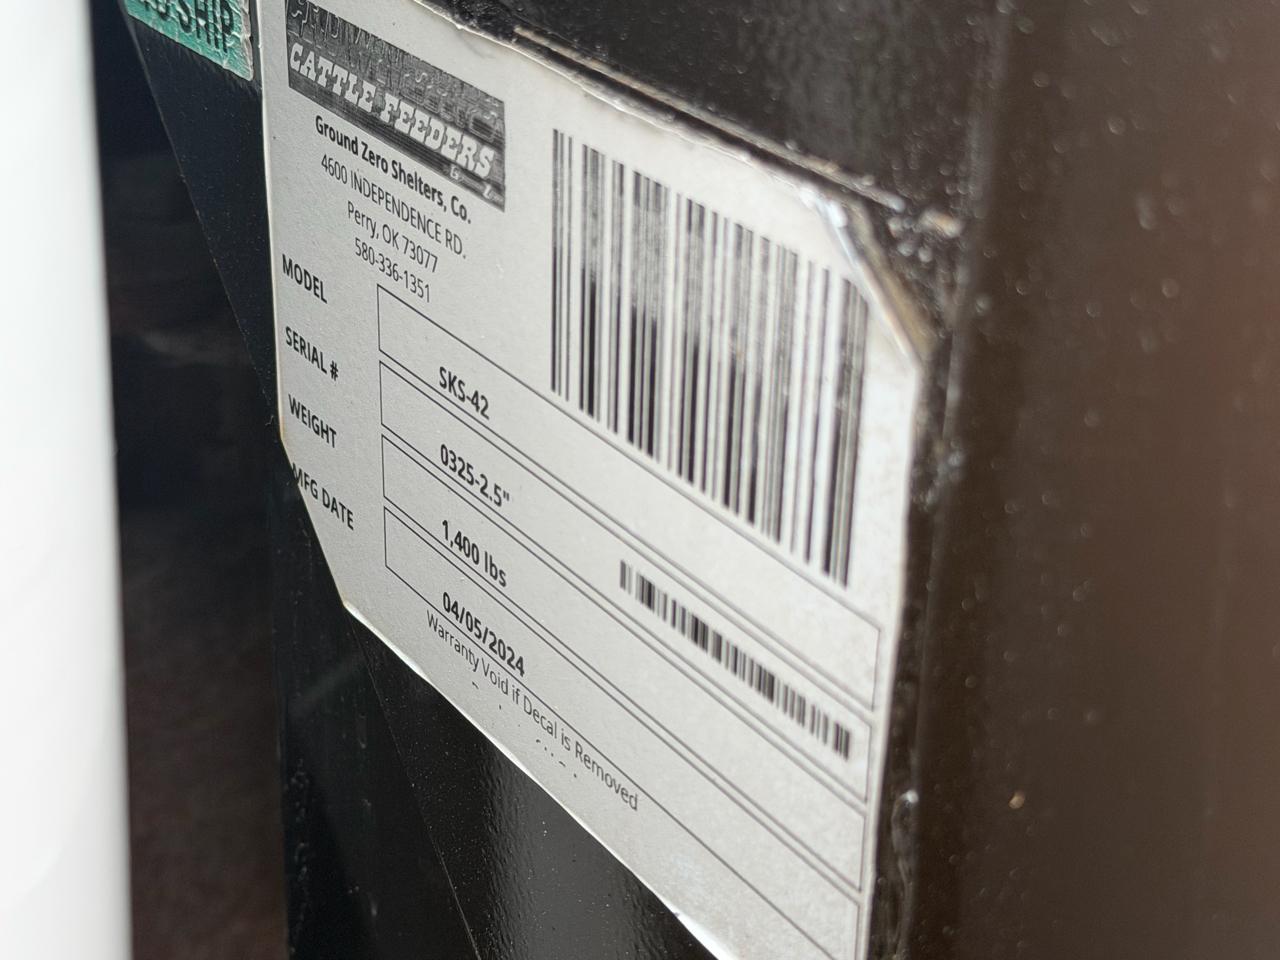 SHIP
CATTLE FEEDERS
Ground Zero Shelters, Co.
4600 INDEPENDENCE RD.
Perry, OK 73077
580-336-1351
MODEL SKS-42
SERIAL # 0325-2.5"
WEIGHT 1,400 lbs
MFG DATE 04/05/2024
Warranty Void if Decal is Removed